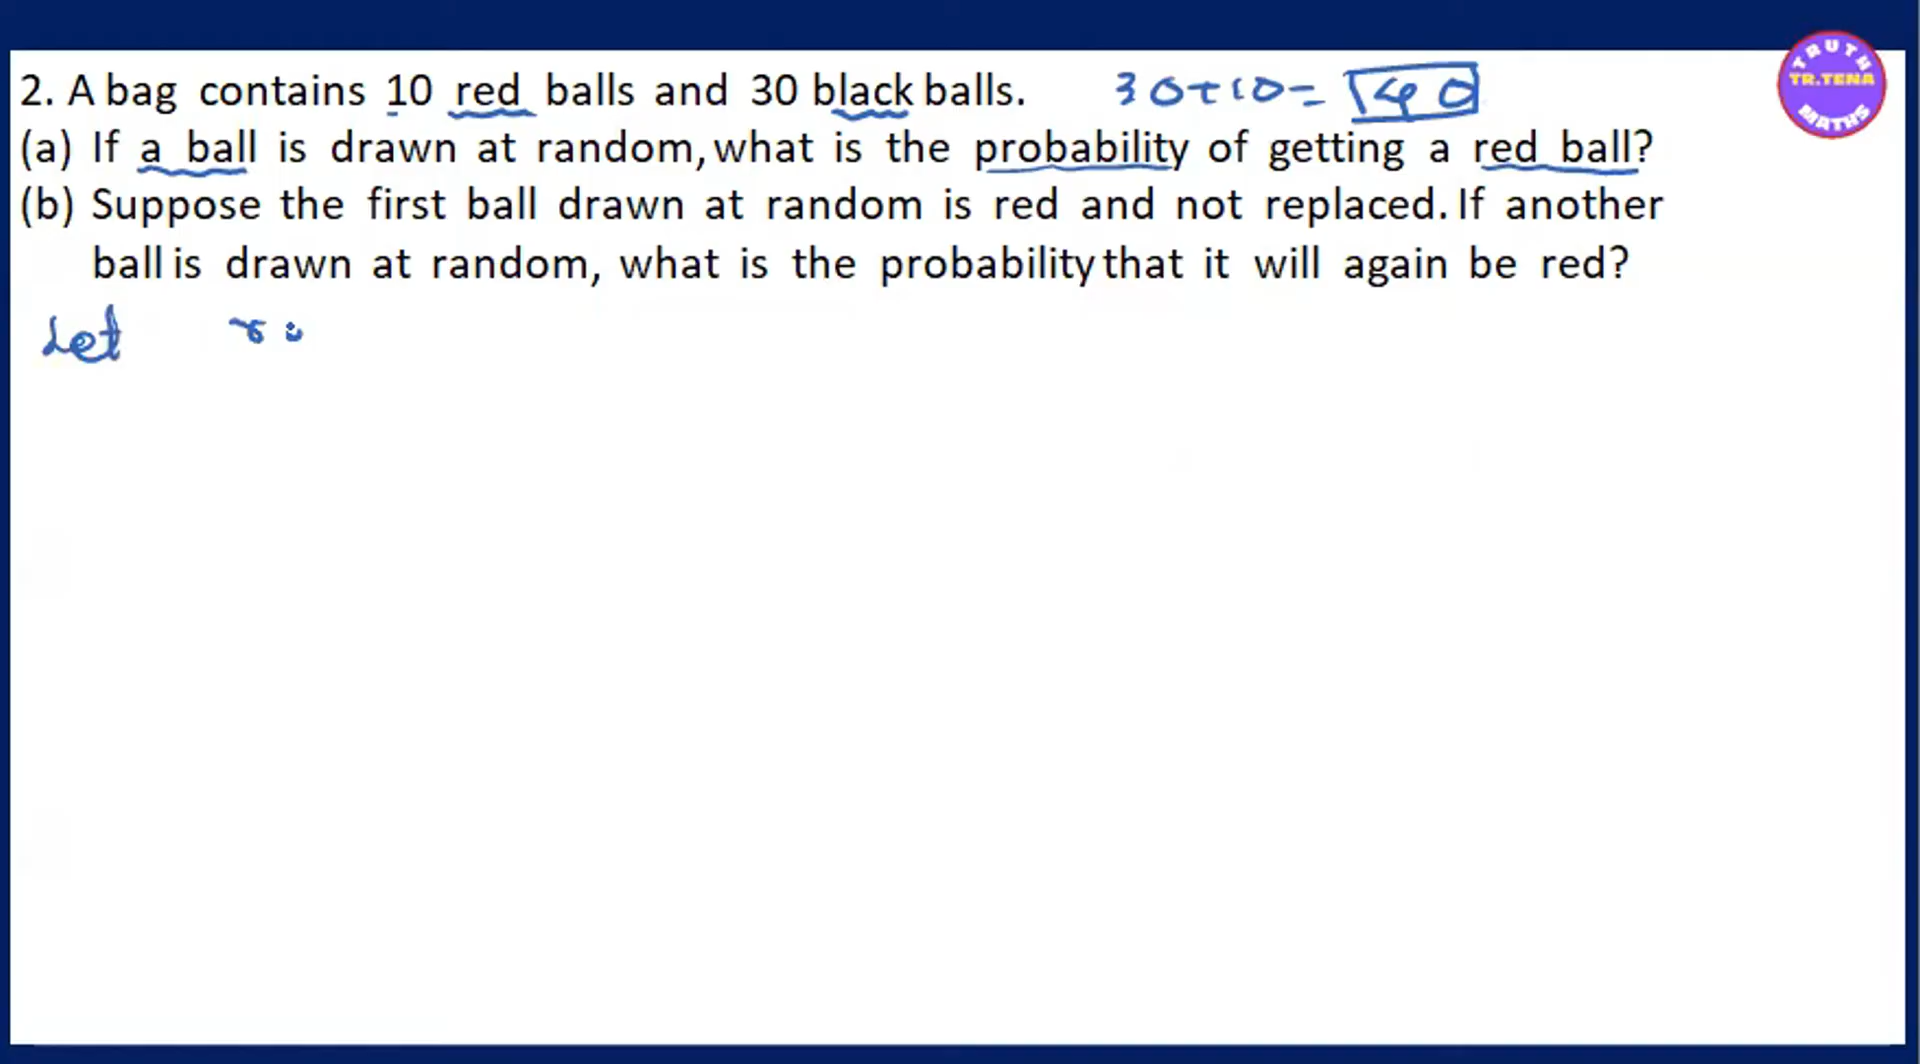 2. A bag contains 10 red balls and 30 black balls. 30+10= 40
TRUTH
TR.TENA
MATHS
(a) If a ball is drawn at random, what is the probability of getting a red ball?
(b) Suppose the first ball drawn at random is red and not replaced. If another
ball is drawn at random, what is the probability that it will again be red?
Let